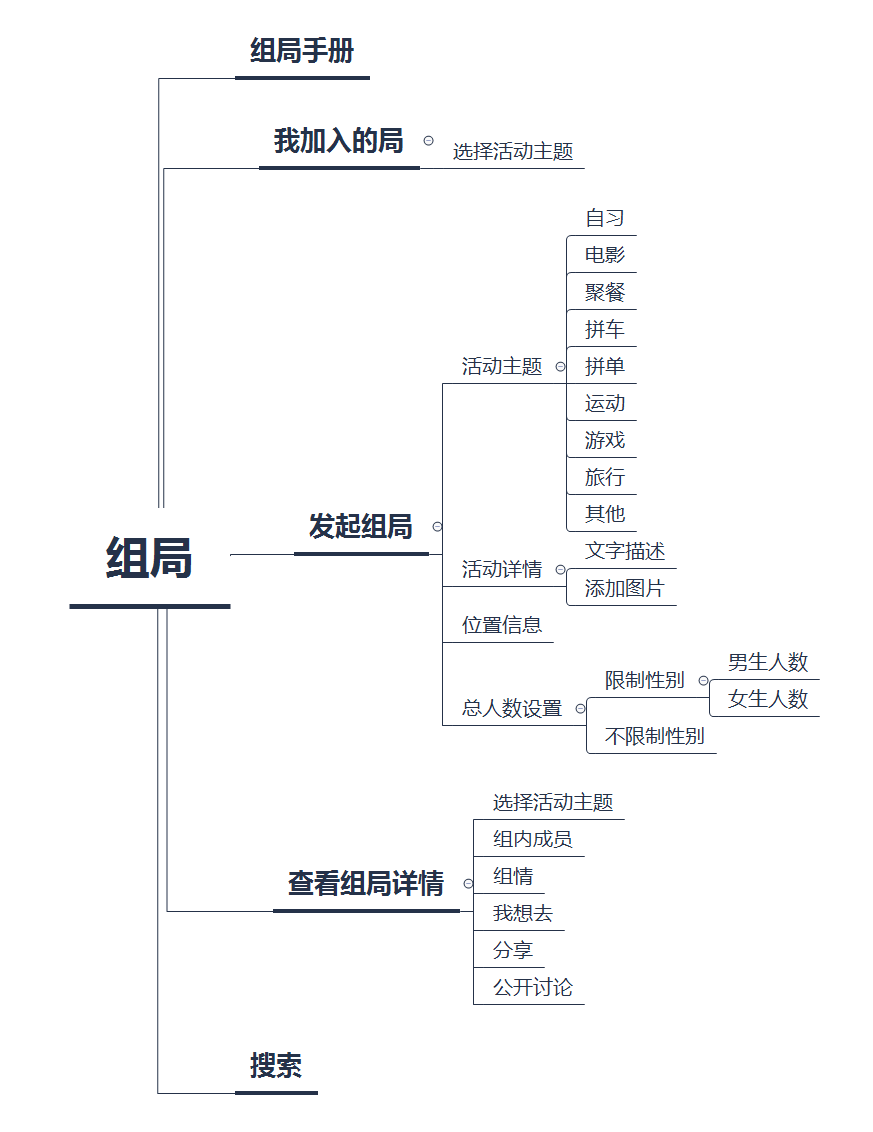 组局手册
我加入的局
选择活动主题
自习
电影
聚餐
拼车
活动主题
拼单
运动
游戏
旅行
其他
发起组局
组局
文字描述
活动详情
添加图片
位置信息
男生人数
限制性别
女生人数
总人数设置
不限制性别
选择活动主题
组内成员
查看组局详情
组情
我想去
分享
公开讨论
搜索